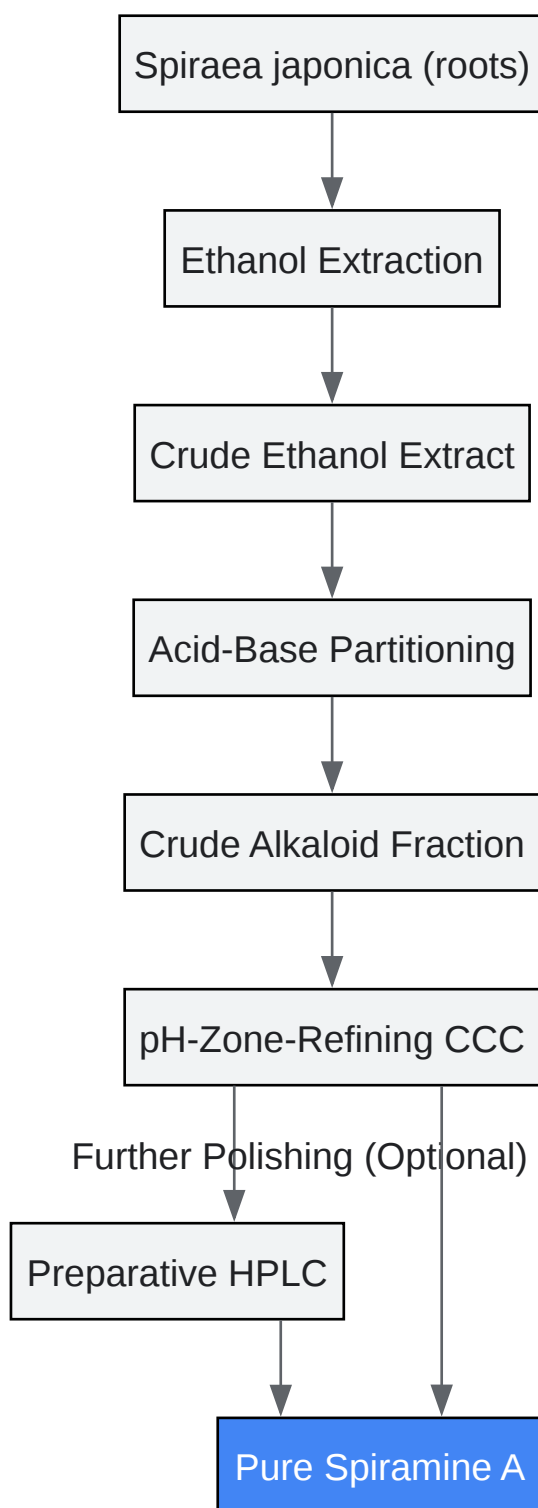 Spiraea japonica (roots)
Ethanol Extraction
Crude Ethanol Extract
Acid-Base Partitioning
Crude Alkaloid Fraction
pH-Zone-Refining CCC
Further Polishing (Optional)
Preparative HPLC
Pure Spiramine A